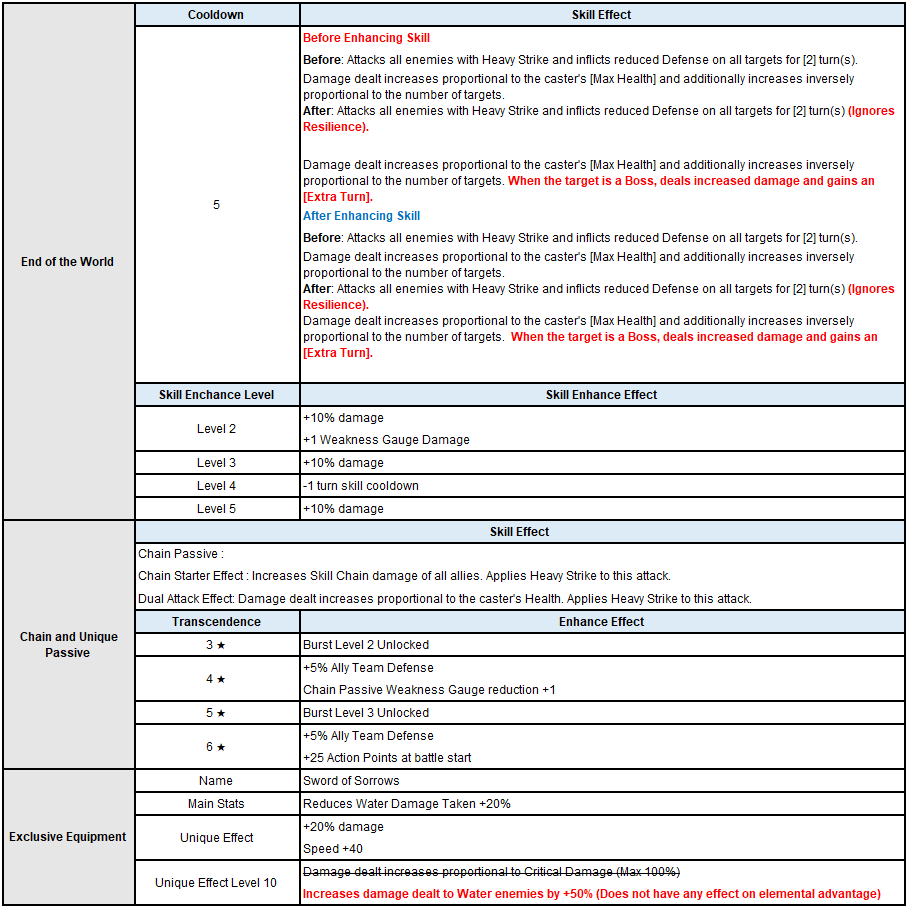 Cooldown Skill Effect
End of the World
5
Before Enhancing Skill
Before: Attacks all enemies with Heavy Strike and inflicts reduced Defense on all targets for [2] turn(s).
Damage dealt increases proportional to the caster's [Max Health] and additionally increases inversely
proportional to the number of targets.
After: Attacks all enemies with Heavy Strike and inflicts reduced Defense on all targets for [2] turn(s) (Ignores
Resilience).
Damage dealt increases proportional to the caster's [Max Health] and additionally increases inversely
proportional to the number of targets. When the target is a Boss, deals increased damage and gains an
[Extra Turn].
After Enhancing Skill
Before: Attacks all enemies with Heavy Strike and inflicts reduced Defense on all targets for [2] turn(s).
Damage dealt increases proportional to the caster's [Max Health] and additionally increases inversely
proportional to the number of targets.
After: Attacks all enemies with Heavy Strike and inflicts reduced Defense on all targets for [2] turn(s) (Ignores
Resilience).
Damage dealt increases proportional to the caster's [Max Health] and additionally increases inversely
proportional to the number of targets. When the target is a Boss, deals increased damage and gains an
[Extra Turn].
Skill Enchance Level Skill Enhance Effect
Level 2
+10% damage
+1 Weakness Gauge Damage
Level 3 +10% damage
Level 4 -1 turn skill cooldown
Level 5 +10% damage
Chain and Unique
Passive
Skill Effect
Chain Passive :
Chain Starter Effect : Increases Skill Chain damage of all allies. Applies Heavy Strike to this attack.
Dual Attack Effect: Damage dealt increases proportional to the caster's Health. Applies Heavy Strike to this attack.
Transcendence Enhance Effect
3 ★ Burst Level 2 Unlocked
4 ★
+5% Ally Team Defense
Chain Passive Weakness Gauge reduction +1
5 ★ Burst Level 3 Unlocked
6 ★
+5% Ally Team Defense
+25 Action Points at battle start
Exclusive Equipment
Name Sword of Sorrows
Main Stats Reduces Water Damage Taken +20%
Unique Effect
+20% damage
Speed +40
Unique Effect Level 10
Damage dealt increases proportional to Critical Damage (Max 100%)
Increases damage dealt to Water enemies by +50% (Does not have any effect on elemental advantage)